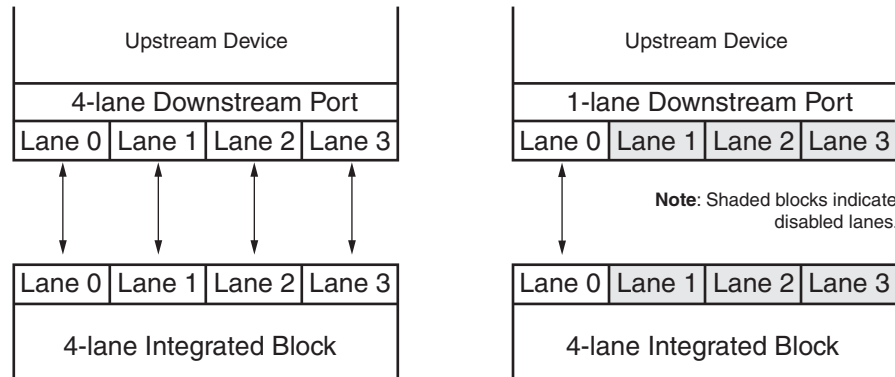 Upstream Device
4-lane Downstream Port
Lane 0 Lane 1 Lane 2 Lane 3
Lane 0 Lane 1 Lane 2 Lane 3
4-lane Integrated Block
Upstream Device
1-lane Downstream Port
Lane 0 Lane 1 Lane 2 Lane 3
Note: Shaded blocks indicate
disabled lanes.
Lane 0 Lane 1 Lane 2 Lane 3
4-lane Integrated Block